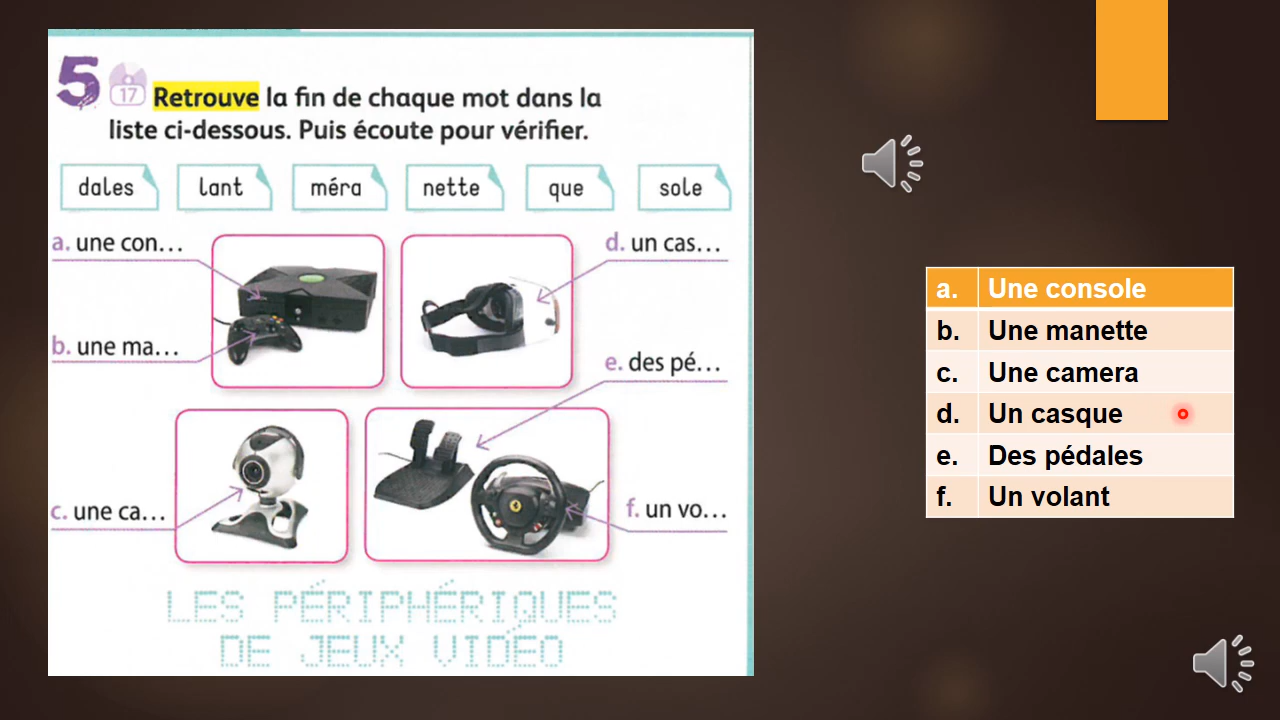 5 17 Retrouve la fin de chaque mot dans la
liste ci-dessous. Puis écoute pour vérifier.
dales lant méra nette que sole
a. une con...
d. un cas...
b. une ma...
e. des pé...
c. une ca...
f. un vo...
LES PÉRIPHÉRIQUES
DE JEUX VIDÉO
a. Une console
b. Une manette
c. Une camera
d. Un casque
e. Des pédales
f. Un volant